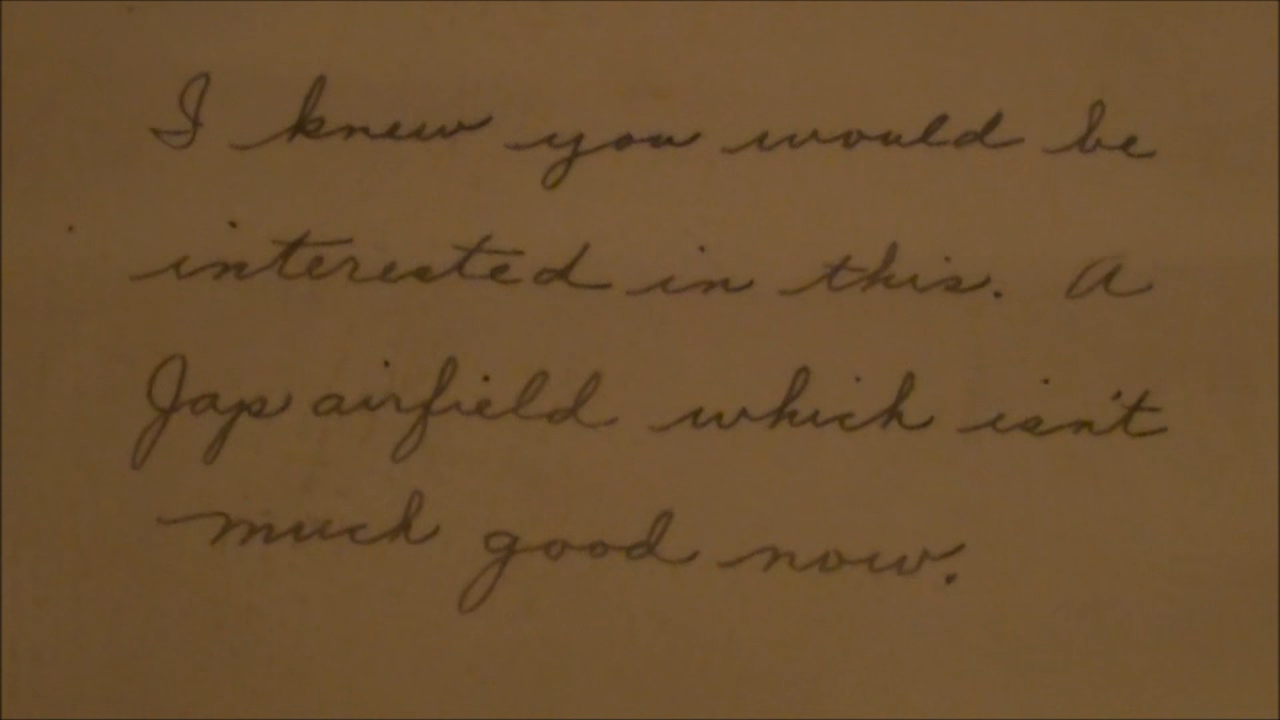 I knew you would be
interested in this. A
Jap airfield which isn't
much good now.